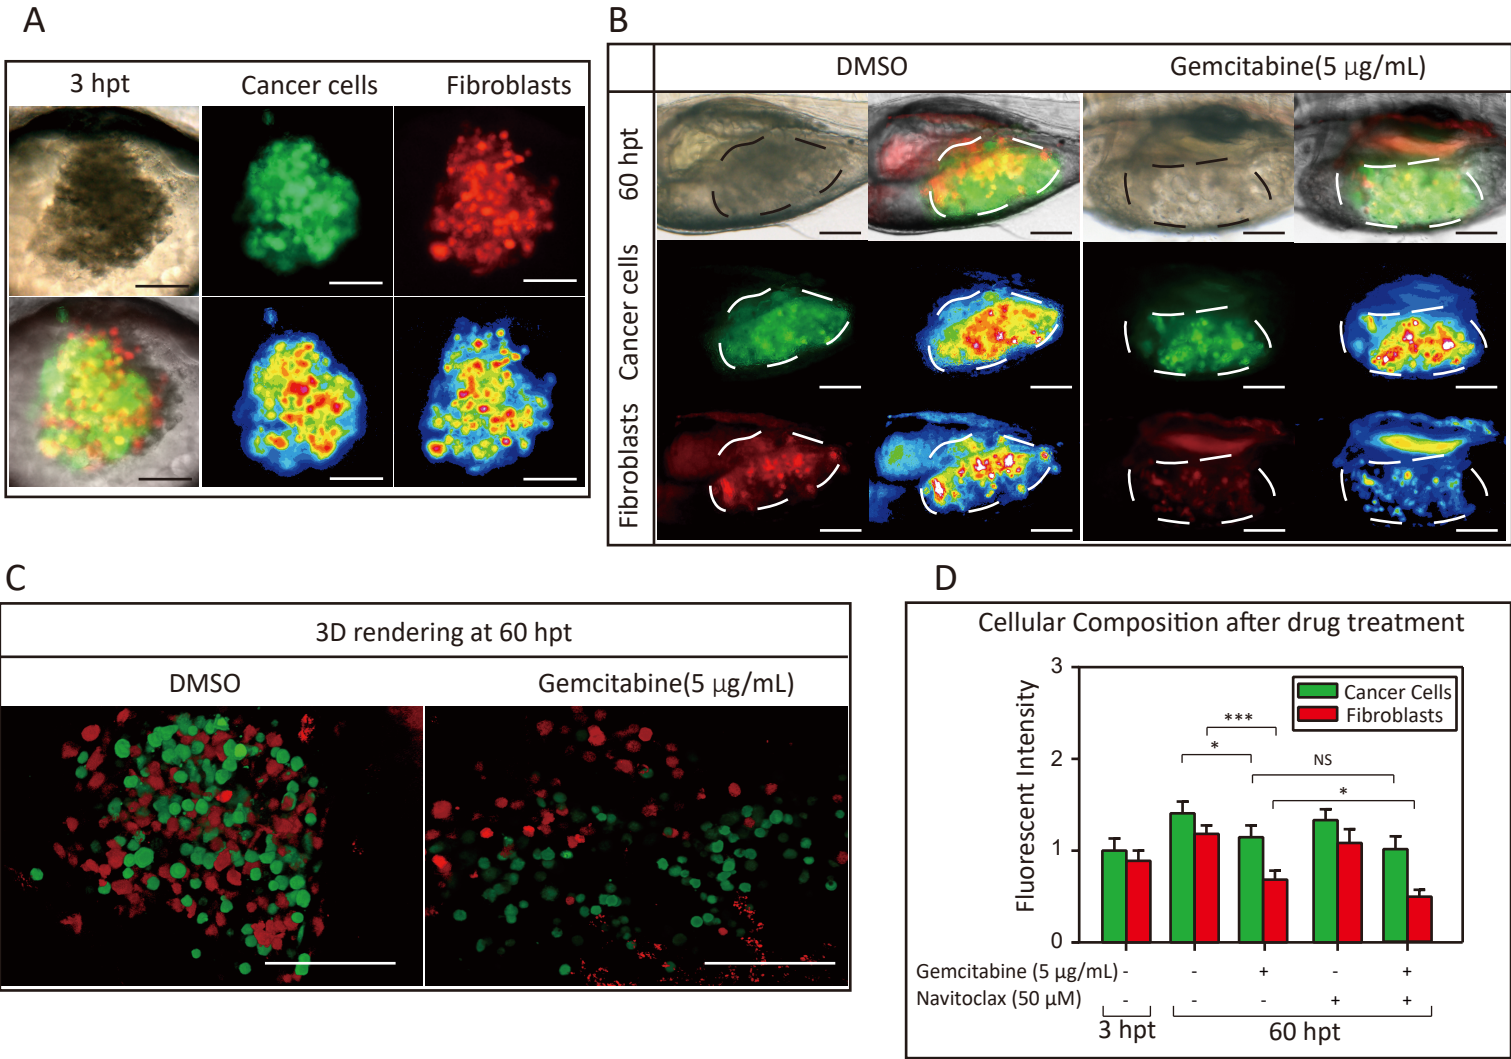 A
3 hpt Cancer cells Fibroblasts
B
DMSO Gemcitabine(5 μg/mL)
60 hpt
Cancer cells
Fibroblasts
C
3D rendering at 60 hpt
DMSO Gemcitabine(5 μg/mL)
D
Cellular Composition after drug treatment
Fluorescent Intensity
3
2
1
0
Cancer Cells
Fibroblasts
***
*
NS
*
Gemcitabine (5 μg/mL) - - + - +
Navitoclax (50 μM) - - - + +
3 hpt 60 hpt